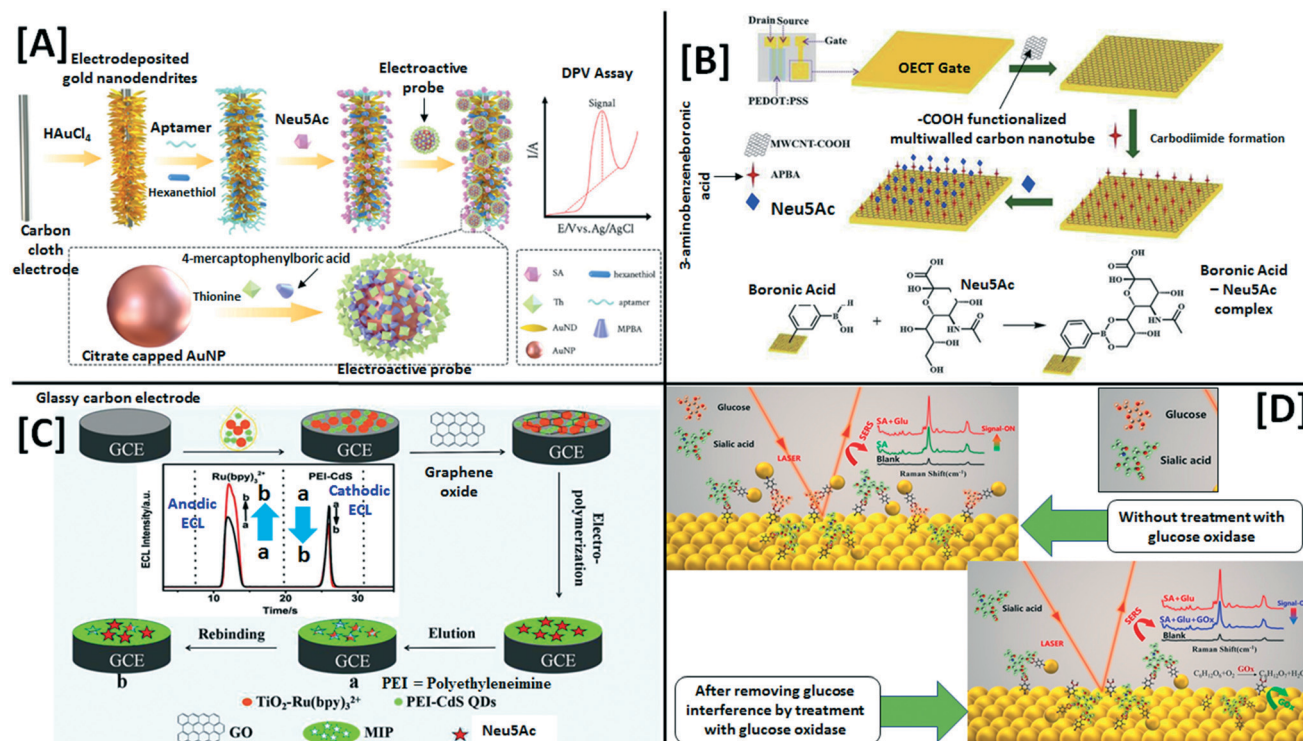 [A]
Electrodeposited
gold nanodendrites
HAuCl4
Aptamer
Hexanethiol
Neu5Ac
Electroactive
probe
DPV Assay
Signal
I/A
E/Vvs.Ag/AgCl
Carbon
cloth
electrode
4-mercaptophenylboric acid
Thionine
Citrate capped AuNP
Electroactive probe
SA
hexanethiol
Th
aptamer
AuND
MPBA
AuNP
[B]
Drain Source
Gate
PEDOT:PSS
OECT Gate
-COOH functionalized
multiwalled carbon nanotube
Carbodiimide formation
3-aminobenzeneboronic
acid
MWCNT-COOH
APBA
Neu5Ac
Boronic Acid
Neu5Ac
Boronic Acid
– Neu5Ac
complex
+
[C]
Glassy carbon electrode
GCE
GCE
GCE
Graphene
oxide
Electro-
polymerization
ECL Intensity/a.u.
Ru(bpy)3 2+
PEI-CdS
Anodic
ECL
Cathodic
ECL
b
a
b
a
a
b
a
b
10 20 30
Time/s
Rebinding
Elution
GCE
GCE
GCE
b
a
PEI = Polyethyleneimine
TiO2-Ru(bpy)3 2+
PEI-CdS QDs
GO
MIP
Neu5Ac
[D]
Glucose
Sialic acid
LASER
SERS
SA+Glu
SA
Blank
Signal-ON
Raman Shift(cm-1)
Glucose
Sialic acid
Without treatment with
glucose oxidase
Sialic acid
LASER
SERS
SA+Glu
SA+Glu+GOx
Blank
Raman Shift(cm-1)
GOx
C6H12O6+O2
GOx
After removing glucose
interference by treatment
with glucose oxidase